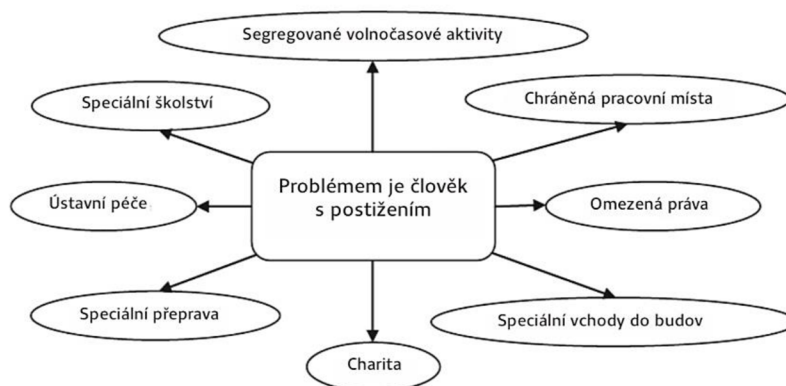 Segregované volnočasové aktivity
Speciální školství
Chráněná pracovní místa
Problémem je člověk
s postižením
Ústavní péče
Omezená práva
Speciální přeprava
Speciální vchody do budov
Charita